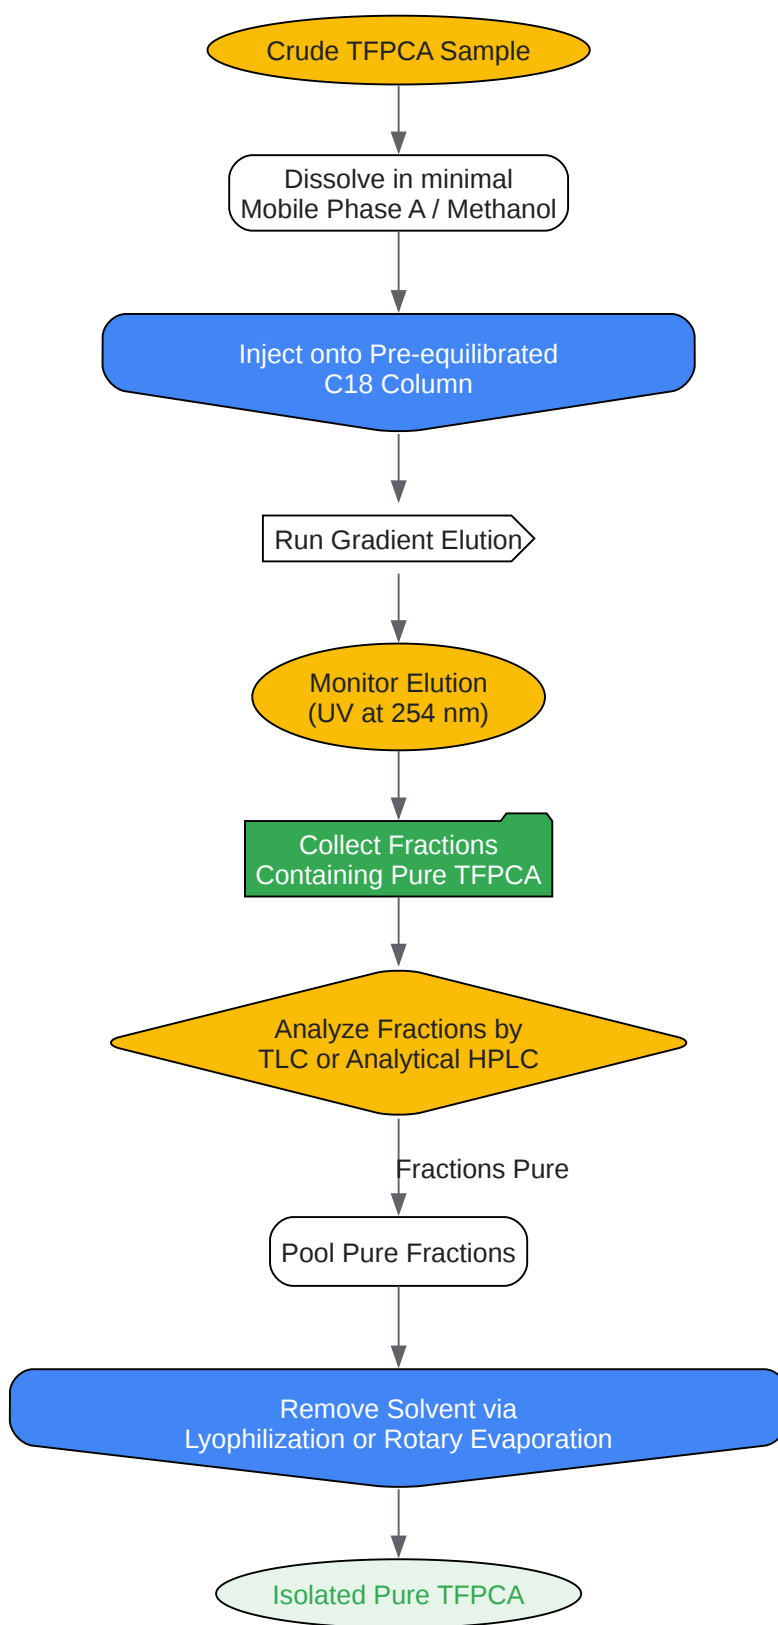 Crude TFPCA Sample
Dissolve in minimal
Mobile Phase A / Methanol
Inject onto Pre-equilibrated
C18 Column
Run Gradient Elution
Monitor Elution
(UV at 254 nm)
Collect Fractions
Containing Pure TFPCA
Analyze Fractions by
TLC or Analytical HPLC
Fractions Pure
Pool Pure Fractions
Remove Solvent via
Lyophilization or Rotary Evaporation
Isolated Pure TFPCA